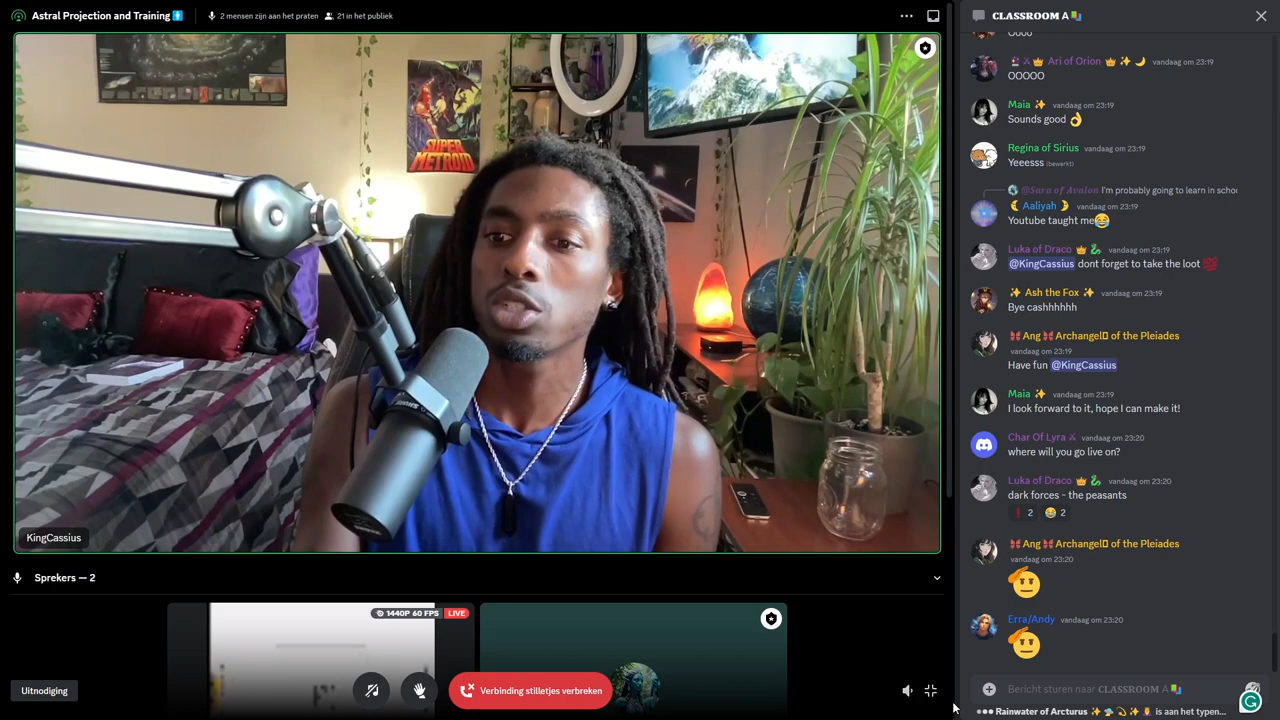 Astral Projection and Training
2 mensen zijn aan het praten
21 in het publiek
SUPER
METROID
KingCassius
Sprekers — 2
1440P 60 FPS
LIVE
Uitnodiging
Verbinding stilletjes verbreken
CLASSROOM A
Oooo
Ari of Orion
vandaag om 23:19
OOOOO
Maia
vandaag om 23:19
Sounds good 👌
Regina of Sirius
vandaag om 23:19
Yeeesss (bewerkt)
@Sara of Avalon I'm probably going to learn in schoo
Aaliyah
vandaag om 23:19
Youtube taught me😂
Luka of Draco
vandaag om 23:19
@KingCassius dont forget to take the loot 💯
Ash the Fox
vandaag om 23:19
Bye cashhhhhh
Ang Archangel of the Pleiades
vandaag om 23:19
Have fun @KingCassius
Maia
vandaag om 23:19
I look forward to it, hope I can make it!
Char Of Lyra
vandaag om 23:20
where will you go live on?
Luka of Draco
vandaag om 23:20
dark forces - the peasants
2
2
Ang Archangel of the Pleiades
vandaag om 23:20
Erra/Andy
vandaag om 23:20
Bericht sturen naar CLASSROOM A
Rainwater of Arcturus is aan het typen...